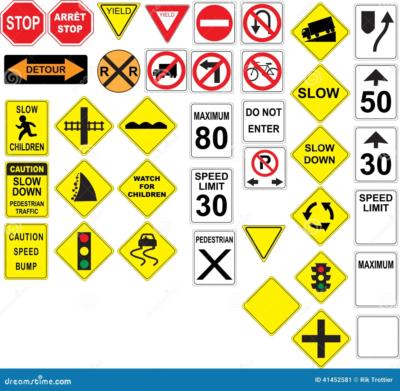 STOP
ARRÊT
STOP
YIELD
YIELD
DETOUR
R R
SLOW
CHILDREN
MAXIMUM
80
DO NOT
ENTER
SLOW
50
CAUTION
SLOW
DOWN
PEDESTRIAN
TRAFFIC
WATCH
FOR
CHILDREN
SPEED
LIMIT
30
P
SLOW
DOWN
30
CAUTION
SPEED
BUMP
PEDESTRIAN
X
SPEED
LIMIT
MAXIMUM
dreamstime.com
41452581 © Rik Trottier